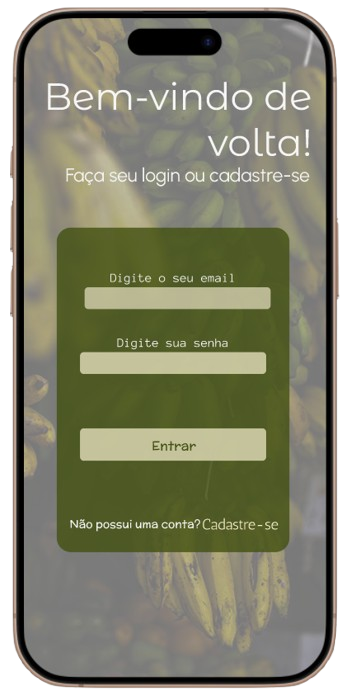 Bem-vindo de
volta!
Faça seu login ou cadastre-se
Digite o seu email
Digite sua senha
Entrar
Não possui uma conta? Cadastre-se